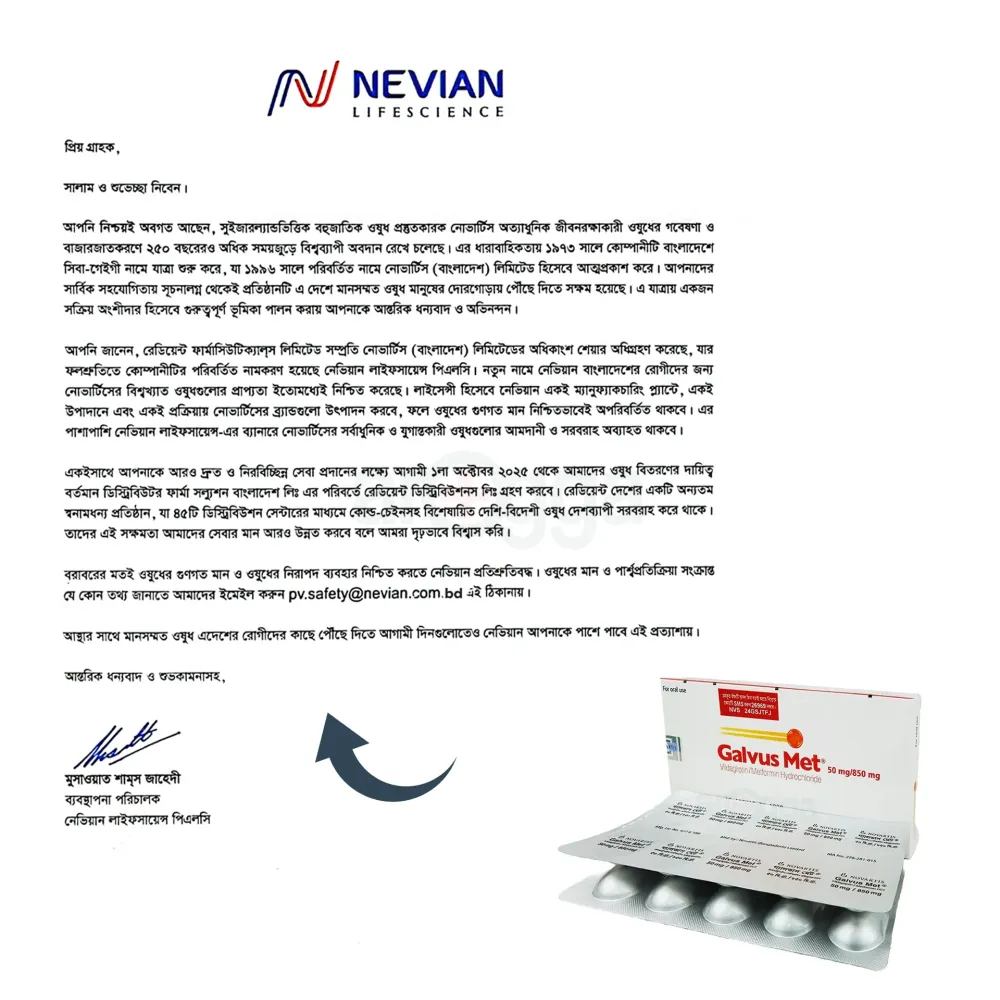 NEVIAN
LIFESCIENCE
প্রিয় গ্রাহক,
সালাম ও শুভেচ্ছা নিবেন।
আপনি নিশ্চয়ই অবগত আছেন, সুইজারল্যান্ডভিত্তিক বহুজাতিক ওষুধ প্রস্তুতকারক নোভার্টিস অত্যাধুনিক জীবনরক্ষাকারী ওষুধের গবেষণা ও
বাজারজাতকরণে ২৫০ বছরেরও অধিক সময়জুড়ে বিশ্বব্যাপী অবদান রেখে চলেছে। এর ধারাবাহিকতায় ১৯৭৩ সালে কোম্পানীটি বাংলাদেশে
সিবা-গেইগী নামে যাত্রা শুরু করে, যা ১৯৯৬ সালে পরিবর্তিত নামে নোভার্টিস (বাংলাদেশ) লিমিটেড হিসেবে আত্মপ্রকাশ করে। আপনাদের
সার্বিক সহযোগিতায় সূচনালগ্ন থেকেই প্রতিষ্ঠানটি এ দেশে মানসম্মত ওষুধ মানুষের দোরগোড়ায় পৌঁছে দিতে সক্ষম হয়েছে। এ যাত্রায় একজন
সক্রিয় অংশীদার হিসেবে গুরুত্বপূর্ণ ভূমিকা পালন করায় আপনাকে আন্তরিক ধন্যবাদ ও অভিনন্দন।
আপনি জানেন, রেডিয়েন্ট ফার্মাসিউটিক্যাল্স লিমিটেড সম্প্রতি নোভার্টিস (বাংলাদেশ) লিমিটেডের অধিকাংশ শেয়ার অধিগ্রহণ করেছে, যার
ফলশ্রুতিতে কোম্পানীটির পরিবর্তিত নামকরণ হয়েছে নেভিয়ান লাইফসায়েন্স পিএলসি। নতুন নামে নেভিয়ান বাংলাদেশের রোগীদের জন্য
নোভার্টিসের বিশ্বখ্যাত ওষুধগুলোর প্রাপ্যতা ইতোমধ্যেই নিশ্চিত করেছে। লাইসেন্সী হিসেবে নেভিয়ান একই ম্যানুফ্যাকচারিং প্ল্যান্টে, একই
উপাদানে এবং একই প্রক্রিয়ায় নোভার্টিসের ব্র্যান্ডগুলো উৎপাদন করবে, ফলে ওষুধের গুণগত মান নিশ্চিতভাবেই অপরিবর্তিত থাকবে। এর
পাশাপাশি নেভিয়ান লাইফসায়েন্স-এর ব্যানারে নোভার্টিসের সর্বাধুনিক ও যুগান্তকারী ওষুধগুলোর আমদানী ও সরবরাহ অব্যাহত থাকবে।
একইসাথে আপনাকে আরও দ্রুত ও নিরবিচ্ছিন্ন সেবা প্রদানের লক্ষ্যে আগামী ১লা অক্টোবর ২০২৫ থেকে আমাদের ওষুধ বিতরণের দায়িত্ব
বর্তমান ডিস্ট্রিবিউটর ফার্মা সল্যুশন বাংলাদেশ লিঃ এর পরিবর্তে রেডিয়েন্ট ডিস্ট্রিবিউশনস লিঃ গ্রহণ করবে। রেডিয়েন্ট দেশের একটি অন্যতম
স্বনামধন্য প্রতিষ্ঠান, যা ৪৫টি ডিস্ট্রিবিউশন সেন্টারের মাধ্যমে কোল্ড-চেইনসহ বিশেষায়িত দেশি-বিদেশী ওষুধ দেশব্যাপী সরবরাহ করে থাকে।
তাদের এই সক্ষমতা আমাদের সেবার মান আরও উন্নত করবে বলে আমরা দৃঢ়ভাবে বিশ্বাস করি।
বরাবরের মতই ওষুধের গুণগত মান ও ওষুধের নিরাপদ ব্যবহার নিশ্চিত করতে নেভিয়ান প্রতিশ্রুতিবদ্ধ। ওষুধের মান ও পার্শ্বপ্রতিক্রিয়া সংক্রান্ত
যে কোন তথ্য জানাতে আমাদের ইমেইল করুন pv.safety@nevian.com.bd এই ঠিকানায়।
আস্থার সাথে মানসম্মত ওষুধ এদেশের রোগীদের কাছে পৌঁছে দিতে আগামী দিনগুলোতেও নেভিয়ান আপনাকে পাশে পাবে এই প্রত্যাশায়।
আন্তরিক ধন্যবাদ ও শুভকামনাসহ,
মুসাওয়াত শাম্স জাহেদী
ব্যবস্থাপনা পরিচালক
নেভিয়ান লাইফসায়েন্স পিএলসি
For oral use
NVS 24GSJTFJ
Galvus Met® 50 mg/850 mg
Vildagliptin/Metformin Hydrochloride
NOVARTIS
Galvus Met®
50 mg / 850 mg